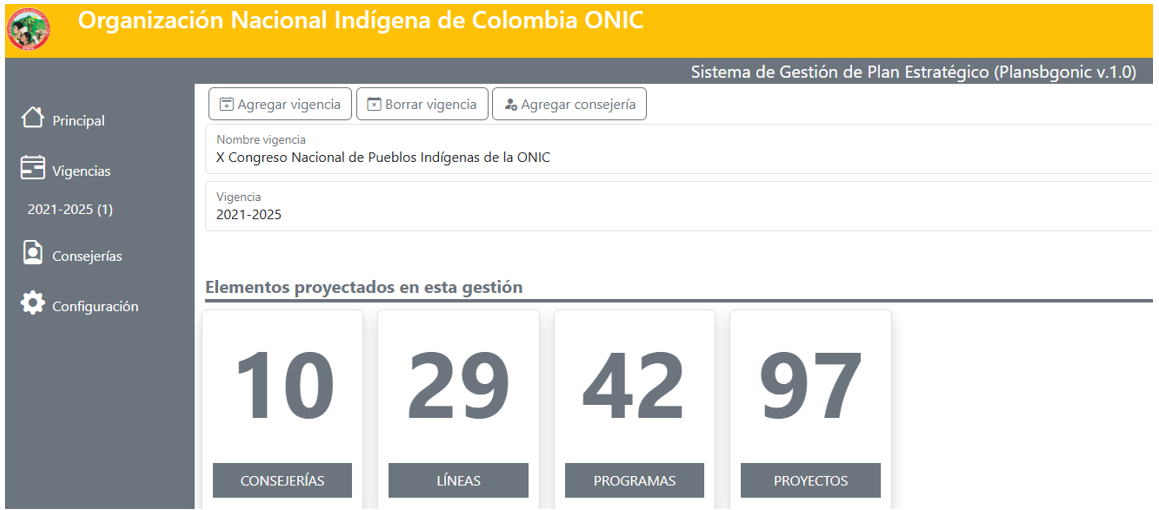 Organización Nacional Indígena de Colombia ONIC
Sistema de Gestión de Plan Estratégico (Plansbgonic v.1.0)
Agregar vigencia
Borrar vigencia
Agregar consejería
Principal
Vigencias
2021-2025 (1)
Consejerías
Configuración
Nombre vigencia
X Congreso Nacional de Pueblos Indígenas de la ONIC
Vigencia
2021-2025
Elementos proyectados en esta gestión
10
CONSEJERÍAS
29
LÍNEAS
42
PROGRAMAS
97
PROYECTOS